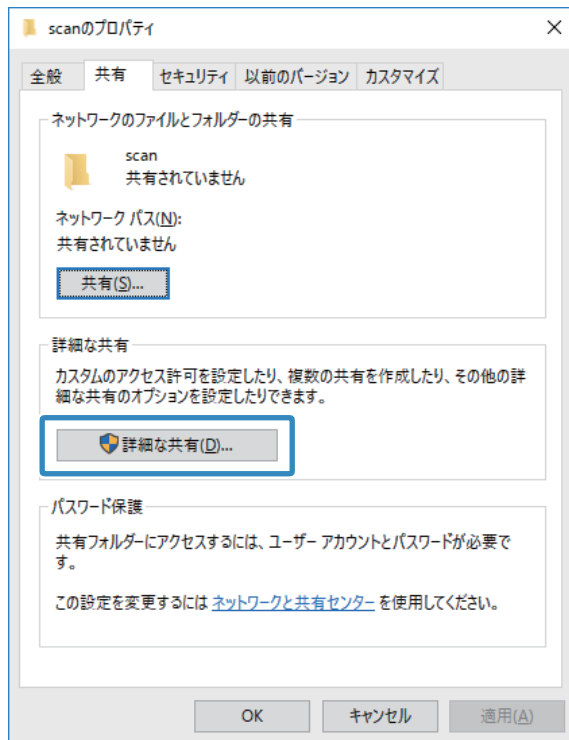 scanのプロパティ
全般 共有 セキュリティ 以前のバージョン カスタマイズ
ネットワークのファイルとフォルダーの共有
scan
共有されていません
ネットワーク パス(N):
共有されていません
共有(S)...
詳細な共有
カスタムのアクセス許可を設定したり、複数の共有を作成したり、その他の詳
細な共有のオプションを設定したりできます。
詳細な共有(D)...
パスワード保護
共有フォルダーにアクセスするには、ユーザー アカウントとパスワードが必要で
す。
この設定を変更するには ネットワークと共有センター を使用してください。
OK キャンセル 適用(A)